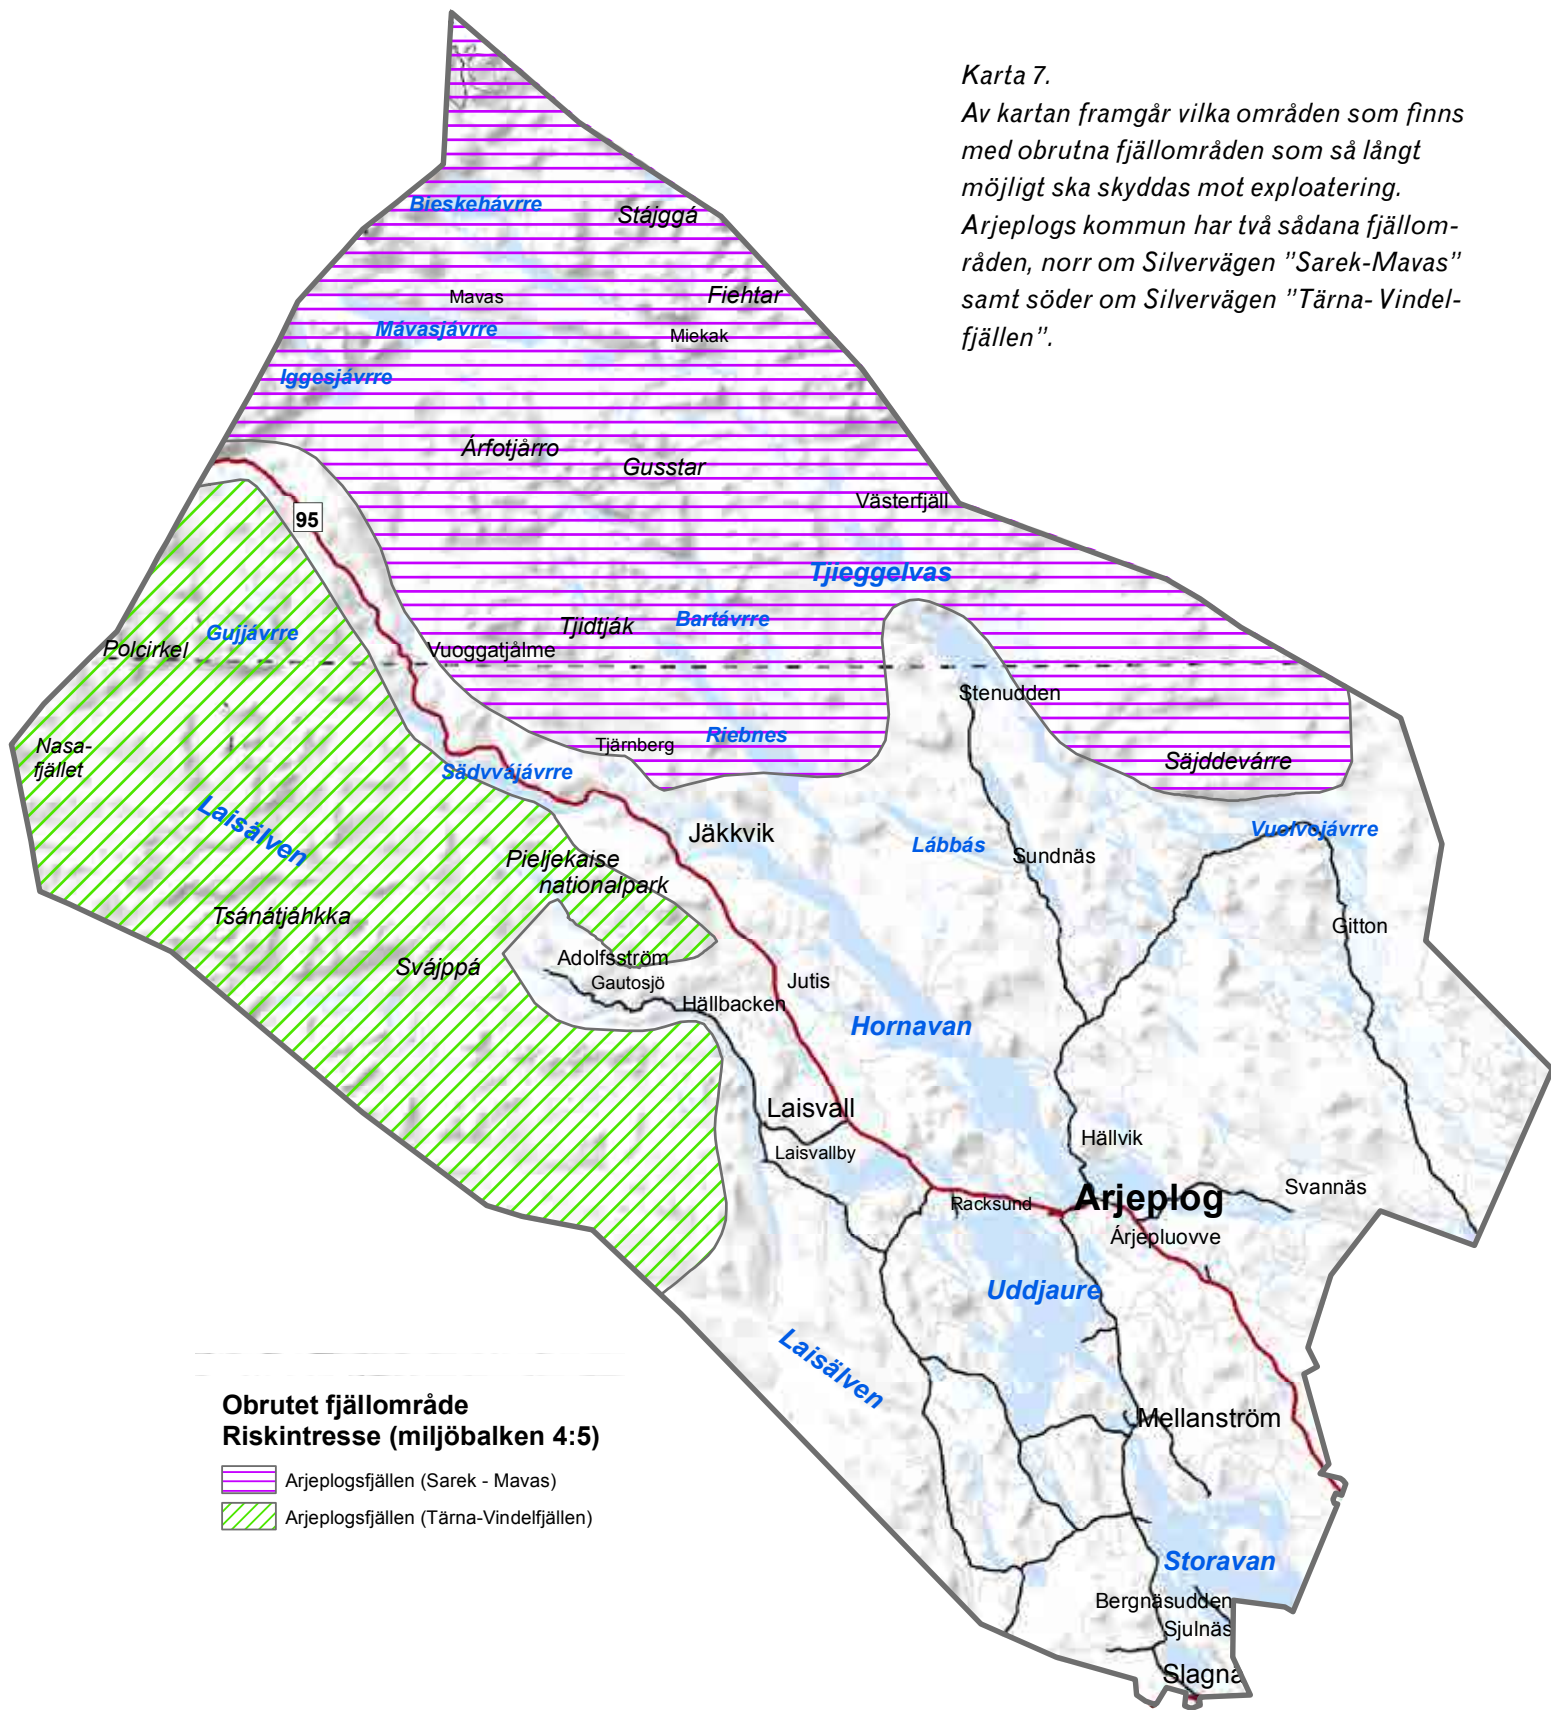 Karta 7.
Av kartan framgår vilka områden som finns
med obrutna fjällområden som så långt
möjligt ska skyddas mot exploatering.
Arjeplogs kommun har två sådana fjällom-
råden, norr om Silvervägen ”Sarek-Mavas”
samt söder om Silvervägen ”Tärna- Vindel-
fjällen”.
Bieskehávrre
Stájggá
Mavas
Fiehtar
Mávasjávrre
Miekak
Iggesjávrre
Árfotjårro
Gusstar
Västerfjäll
95
Tjieggelvas
Bartávrre
Tjidtják
Gujjávrre
Polcirkel
Vuoggatjålme
Stenudden
Riebnes
Tjärnberg
Nasa-
fjället
Sädvvájávrre
Säjddevárre
Laisälven
Jäkkvik
Lábbás
Vuolvojávrre
Sundnäs
Pieljekaise
nationalpark
Tsánátjåhkka
Gitton
Svájppá
Adolfsström
Gautosjö
Jutis
Hällbacken
Hornavan
Laisvall
Hällvik
Laisvallby
Svannäs
Arjeplog
Racksund
Árjepluovve
Uddjaure
Laisälven
Mellanström
Obrutet fjällområde
Riskintresse (miljöbalken 4:5)
Arjeplogsfjällen (Sarek - Mavas)
Arjeplogsfjällen (Tärna-Vindelfjällen)
Storavan
Bergnäsudden
Sjulnäs
Slagna